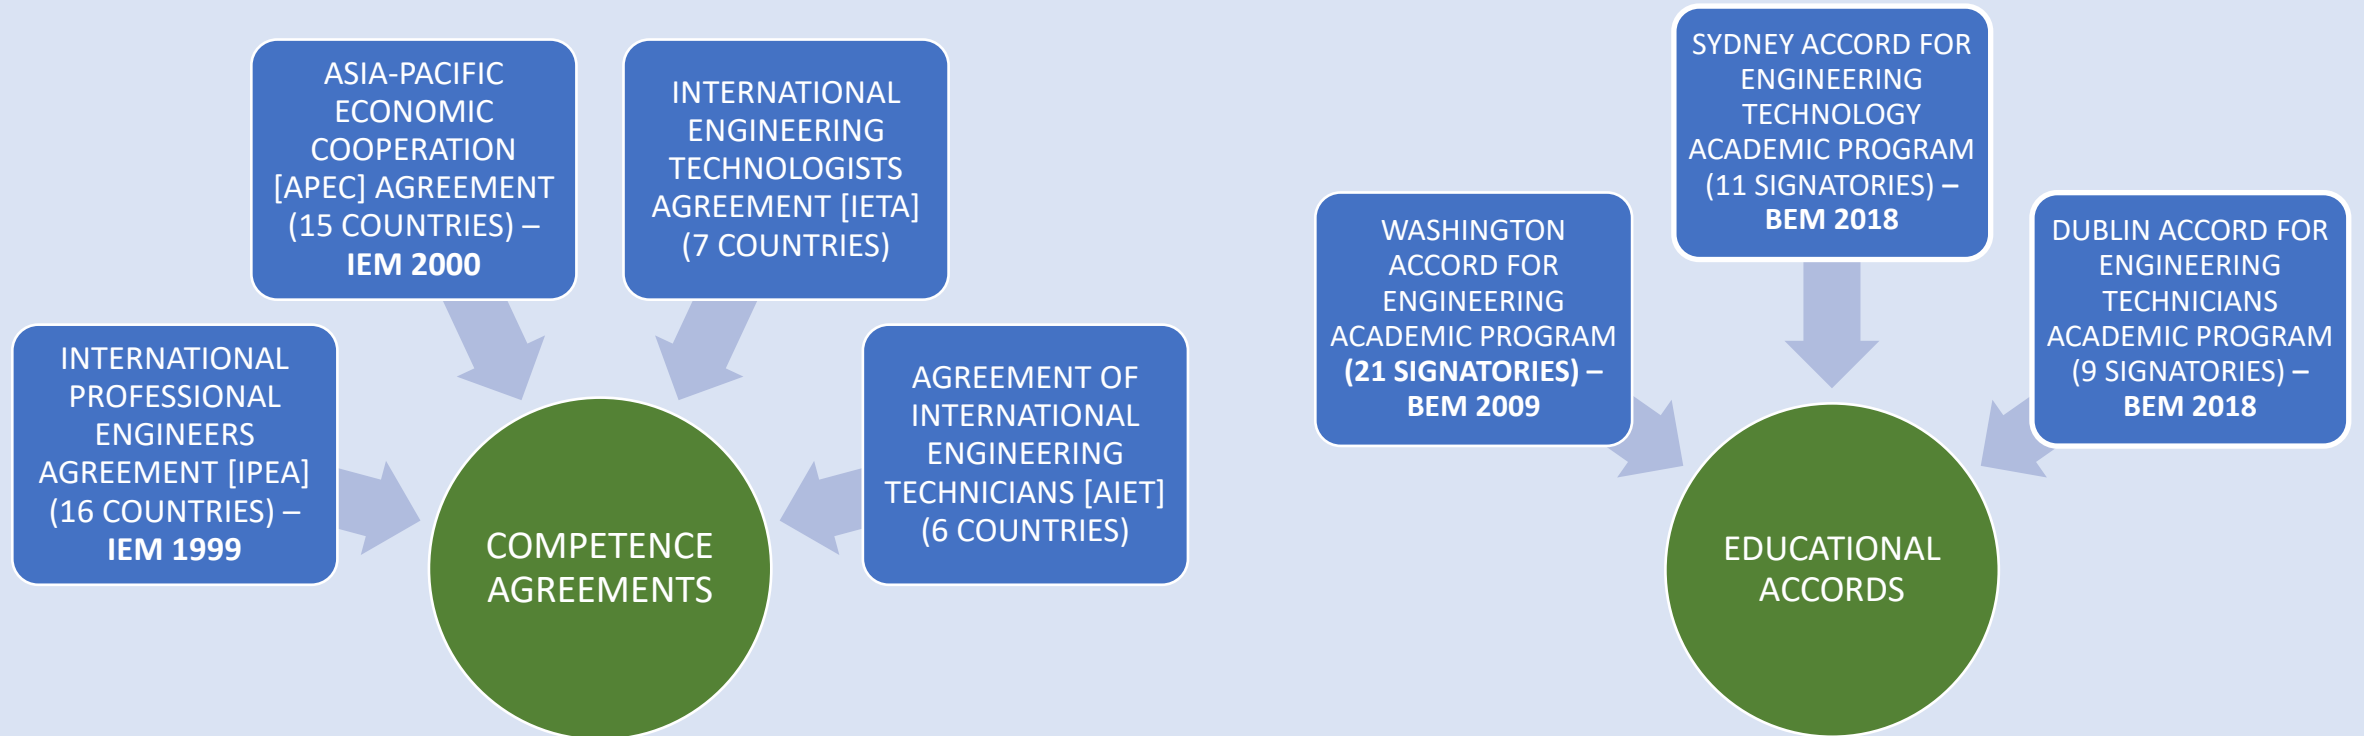 INTERNATIONAL
PROFESSIONAL
ENGINEERS
AGREEMENT [IPEA]
(16 COUNTRIES) –
IEM 1999
ASIA-PACIFIC
ECONOMIC
COOPERATION
[APEC] AGREEMENT
(15 COUNTRIES) –
IEM 2000
INTERNATIONAL
ENGINEERING
TECHNOLOGISTS
AGREEMENT [IETA]
(7 COUNTRIES)
AGREEMENT OF
INTERNATIONAL
ENGINEERING
TECHNICIANS [AIET]
(6 COUNTRIES)
COMPETENCE
AGREEMENTS
WASHINGTON
ACCORD FOR
ENGINEERING
ACADEMIC PROGRAM
(21 SIGNATORIES) –
BEM 2009
SYDNEY ACCORD FOR
ENGINEERING
TECHNOLOGY
ACADEMIC PROGRAM
(11 SIGNATORIES) –
BEM 2018
DUBLIN ACCORD FOR
ENGINEERING
TECHNICIANS
ACADEMIC PROGRAM
(9 SIGNATORIES) –
BEM 2018
EDUCATIONAL
ACCORDS